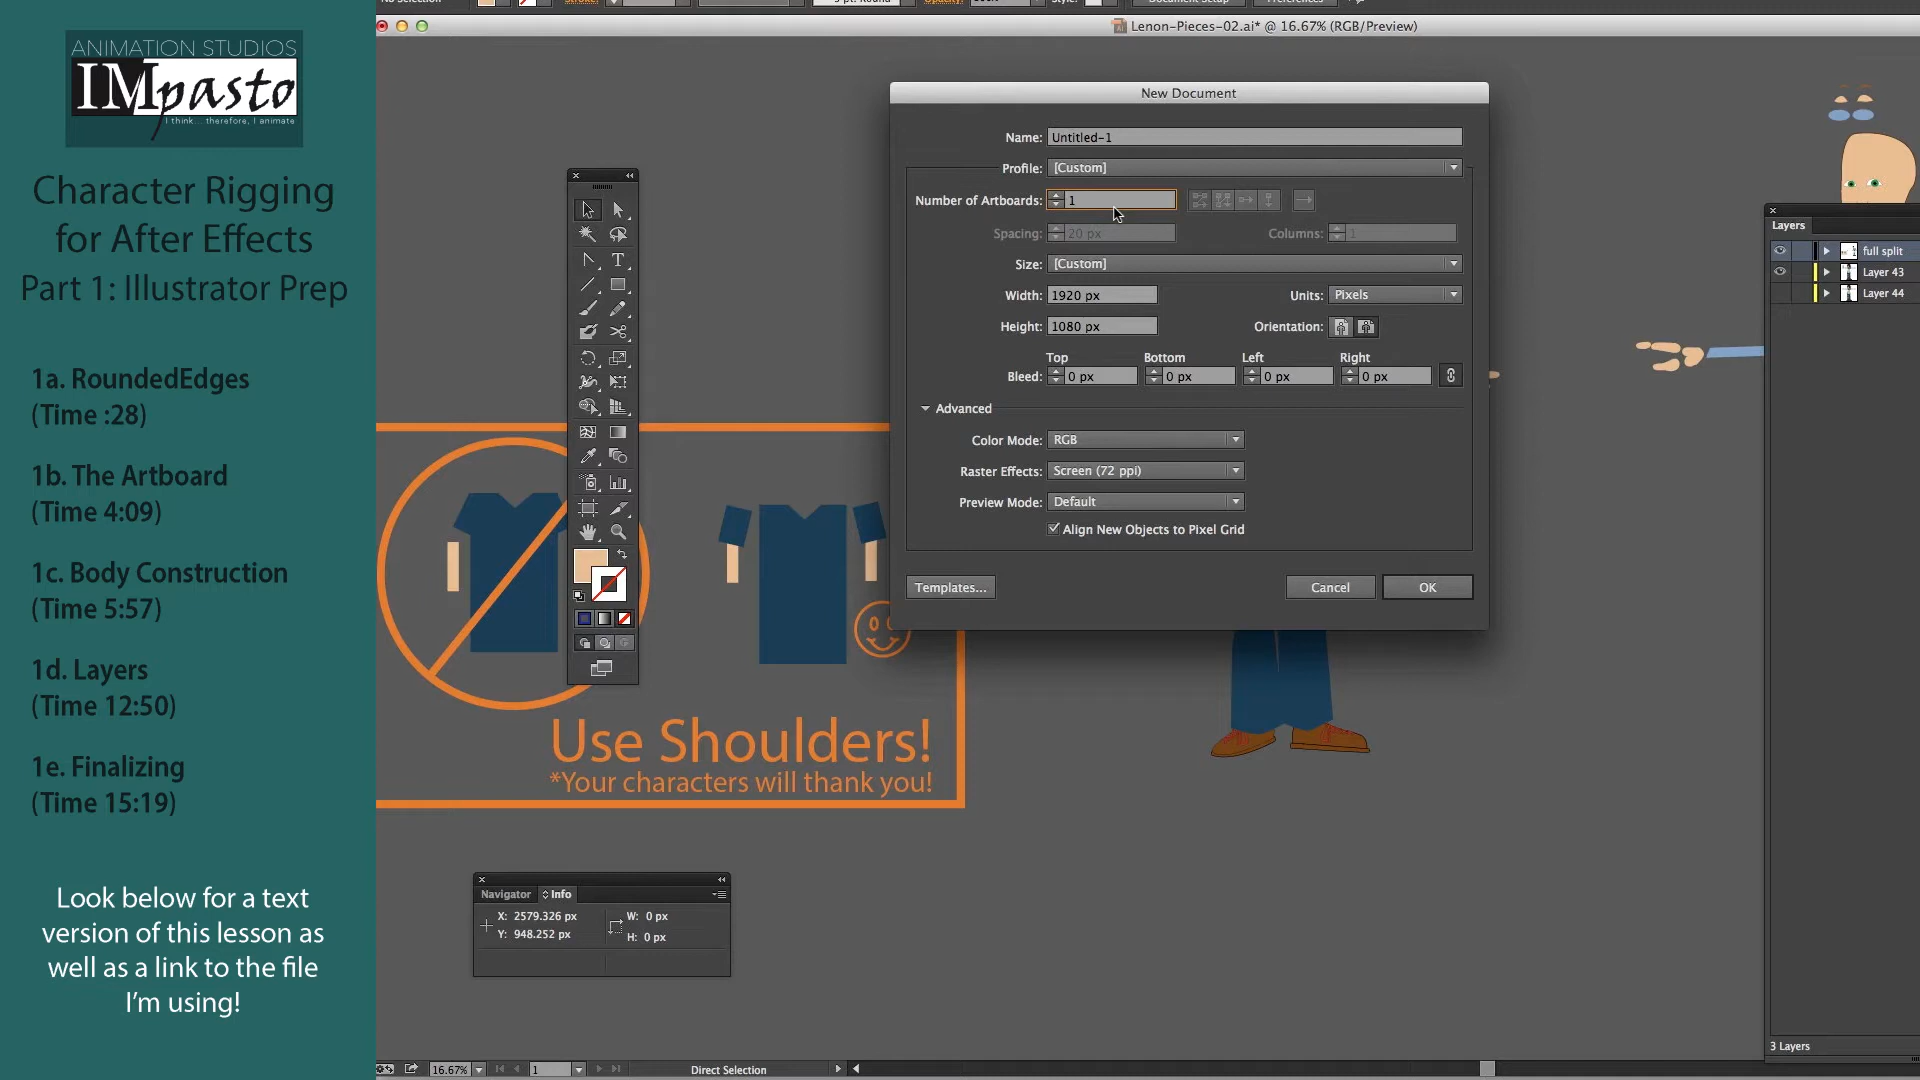 ANIMATION STUDIOS
IMpasto
I think... therefore, I animate
Character Rigging
for After Effects
Part 1: Illustrator Prep
1a. RoundedEdges
(Time :28)
1b. The Artboard
(Time 4:09)
1c. Body Construction
(Time 5:57)
1d. Layers
(Time 12:50)
1e. Finalizing
(Time 15:19)
Look below for a text
version of this lesson as
well as a link to the file
I'm using!
Lenon-Pieces-02.ai* @ 16.67% (RGB/Preview)
New Document
Name: Untitled-1
Profile: [Custom]
Number of Artboards: 1
Spacing: 20 px Columns: 1
Size: [Custom]
Width: 1920 px Units: Pixels
Height: 1080 px Orientation:
Top Bottom Left Right
Bleed: 0 px 0 px 0 px 0 px
Advanced
Color Mode: RGB
Raster Effects: Screen (72 ppi)
Preview Mode: Default
Align New Objects to Pixel Grid
Templates... Cancel OK
Layers
full split
Layer 43
Layer 44
3 Layers
Use Shoulders!
*Your characters will thank you!
Navigator Info
X: 2579.326 px W: 0 px
Y: 948.252 px H: 0 px
16.67% 1 Direct Selection